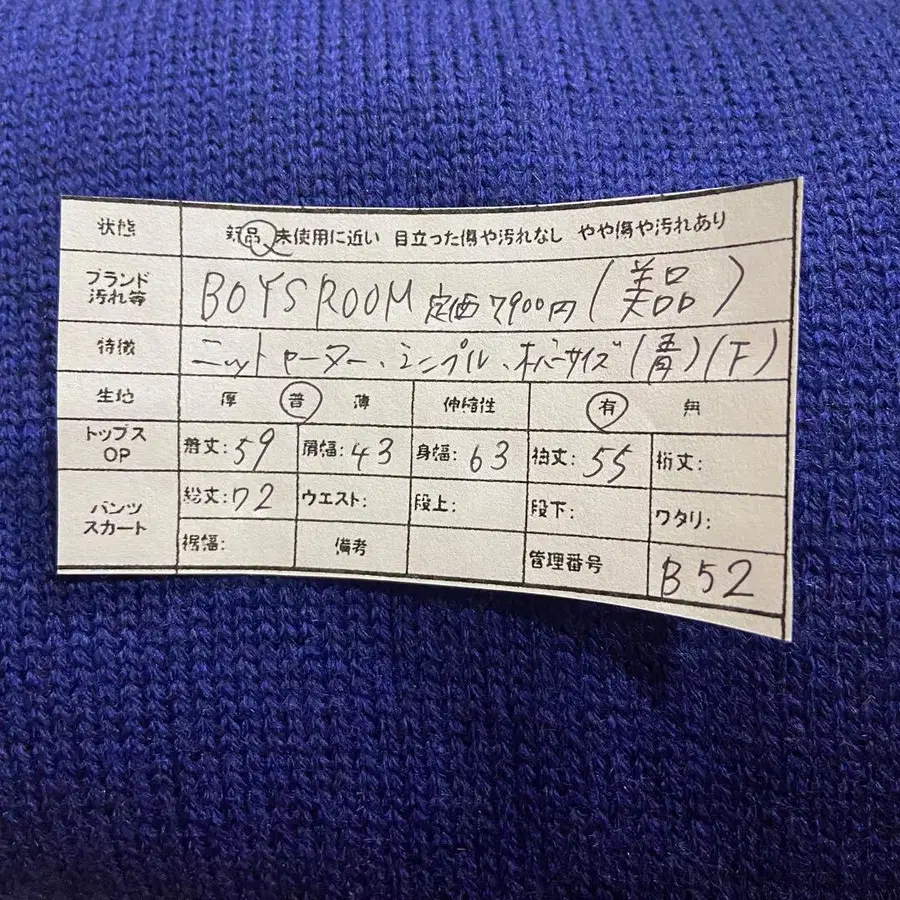 状態 新品 未使用に近い 目立った傷や汚れなし やや傷や汚れあり
ブランド
汚れ等 BOYS ROOM 定価7900円 (美品)
特徴 ニットセーター、シンプル、オーバーサイズ (青) (下)
生地 厚 普 薄 伸縮性 有 無
トップス
OP 着丈: 59 肩幅: 43 身幅: 63 袖丈: 55 裄丈:
パンツ
スカート 総丈: 72 ウエスト: 段上: 段下: ワタリ:
裾幅: 備考 管理番号 B52